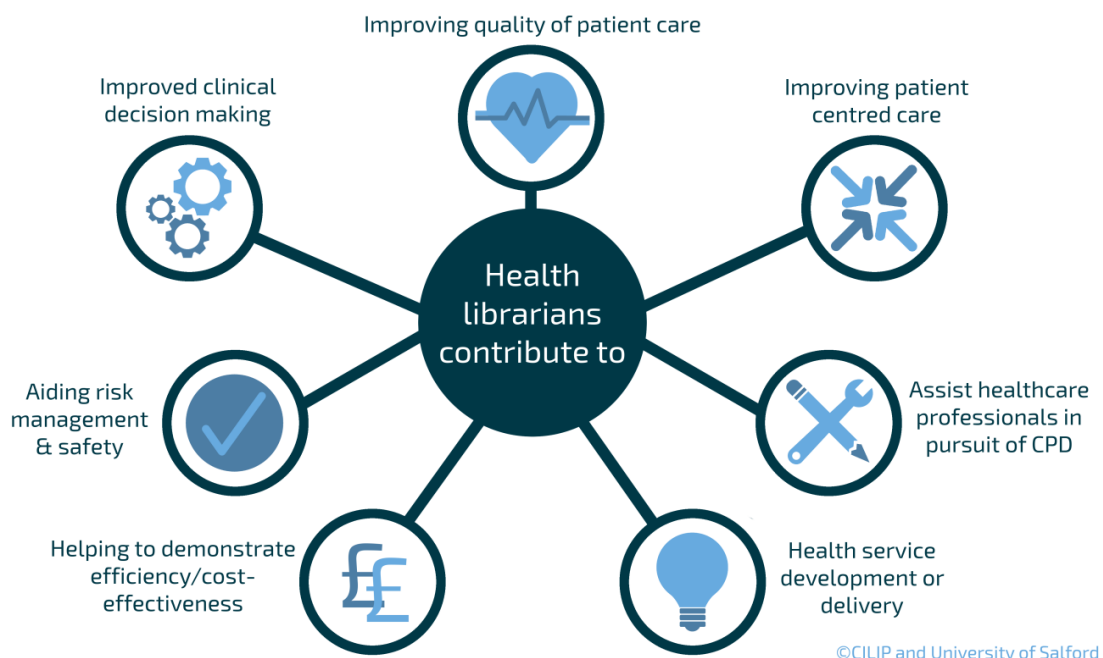 Improving quality of patient care
Improved clinical
decision making
Improving patient
centred care
Health
librarians
contribute to
Aiding risk
management
& safety
Assist healthcare
professionals in
pursuit of CPD
Helping to demonstrate
efficiency/cost-
effectiveness
££
Health service
development or
delivery
©CILIP and University of Salford